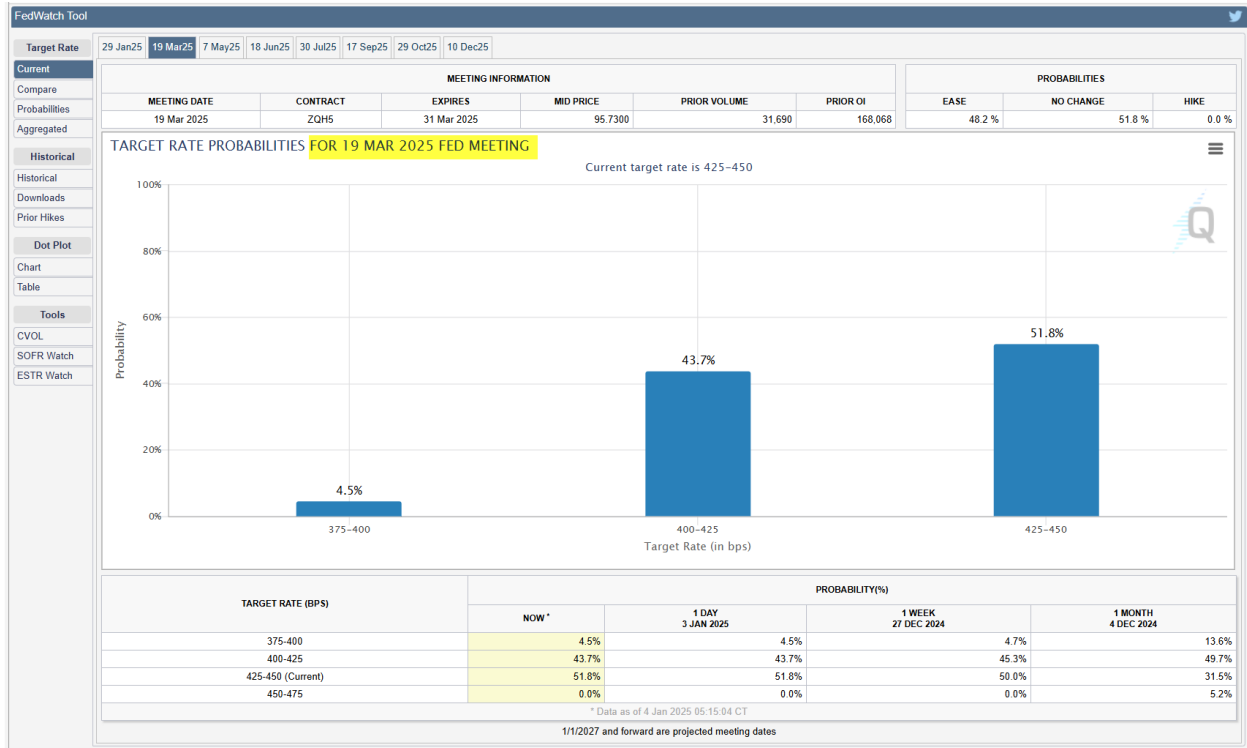 FedWatch Tool
Target Rate
Current
Compare
Probabilities
Aggregated
Historical
Historical
Downloads
Prior Hikes
Dot Plot
Chart
Table
Tools
CVOL
SOFR Watch
ESTR Watch
29 Jan25 19 Mar25 7 May25 18 Jun25 30 Jul25 17 Sep25 29 Oct25 10 Dec25
MEETING INFORMATION
MEETING DATE CONTRACT EXPIRES MID PRICE PRIOR VOLUME PRIOR OI
19 Mar 2025 ZQH5 31 Mar 2025 95.7300 31,690 168,068
PROBABILITIES
EASE NO CHANGE HIKE
48.2 % 51.8 % 0.0 %
TARGET RATE PROBABILITIES FOR 19 MAR 2025 FED MEETING
Current target rate is 425-450
Q
Probability
100%
80%
60%
40%
20%
0%
4.5%
43.7%
51.8%
375-400 400-425 425-450
Target Rate (in bps)
TARGET RATE (BPS) PROBABILITY(%)
NOW * 1 DAY 1 WEEK 1 MONTH
3 JAN 2025 27 DEC 2024 4 DEC 2024
375-400 4.5% 4.5% 4.7% 13.6%
400-425 43.7% 43.7% 45.3% 49.7%
425-450 (Current) 51.8% 51.8% 50.0% 31.5%
450-475 0.0% 0.0% 0.0% 5.2%
* Data as of 4 Jan 2025 05:15:04 CT
1/1/2027 and forward are projected meeting dates